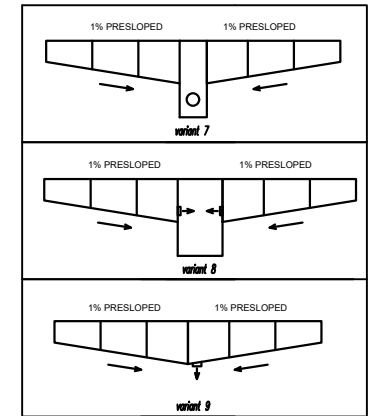 1% PRESLOPED 1% PRESLOPED
variant 7
1% PRESLOPED 1% PRESLOPED
variant 8
1% PRESLOPED 1% PRESLOPED
variant 9